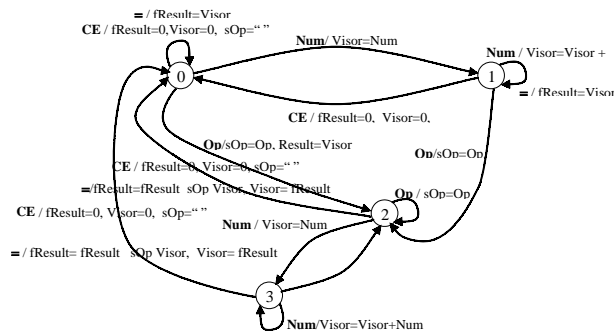 = / fResult=Visor
CE / fResult=0,Visor=0, sOp=“ ”
Num/ Visor=Num
Num / Visor=Visor +
0
1
= / fResult=Visor
CE / fResult=0, Visor=0,
Op/sOp=Op, Result=Visor
Op/sOp=Op,
CE / fResult=0, Visor=0, sOp=“ ”
=/fResult=fResult sOp Visor, Visor= fResult
Op / sOp=Op
CE / fResult=0, Visor=0, sOp=“ ”
2
Num / Visor=Num
= / fResult= fResult sOp Visor, Visor= fResult
3
Num/Visor=Visor+Num